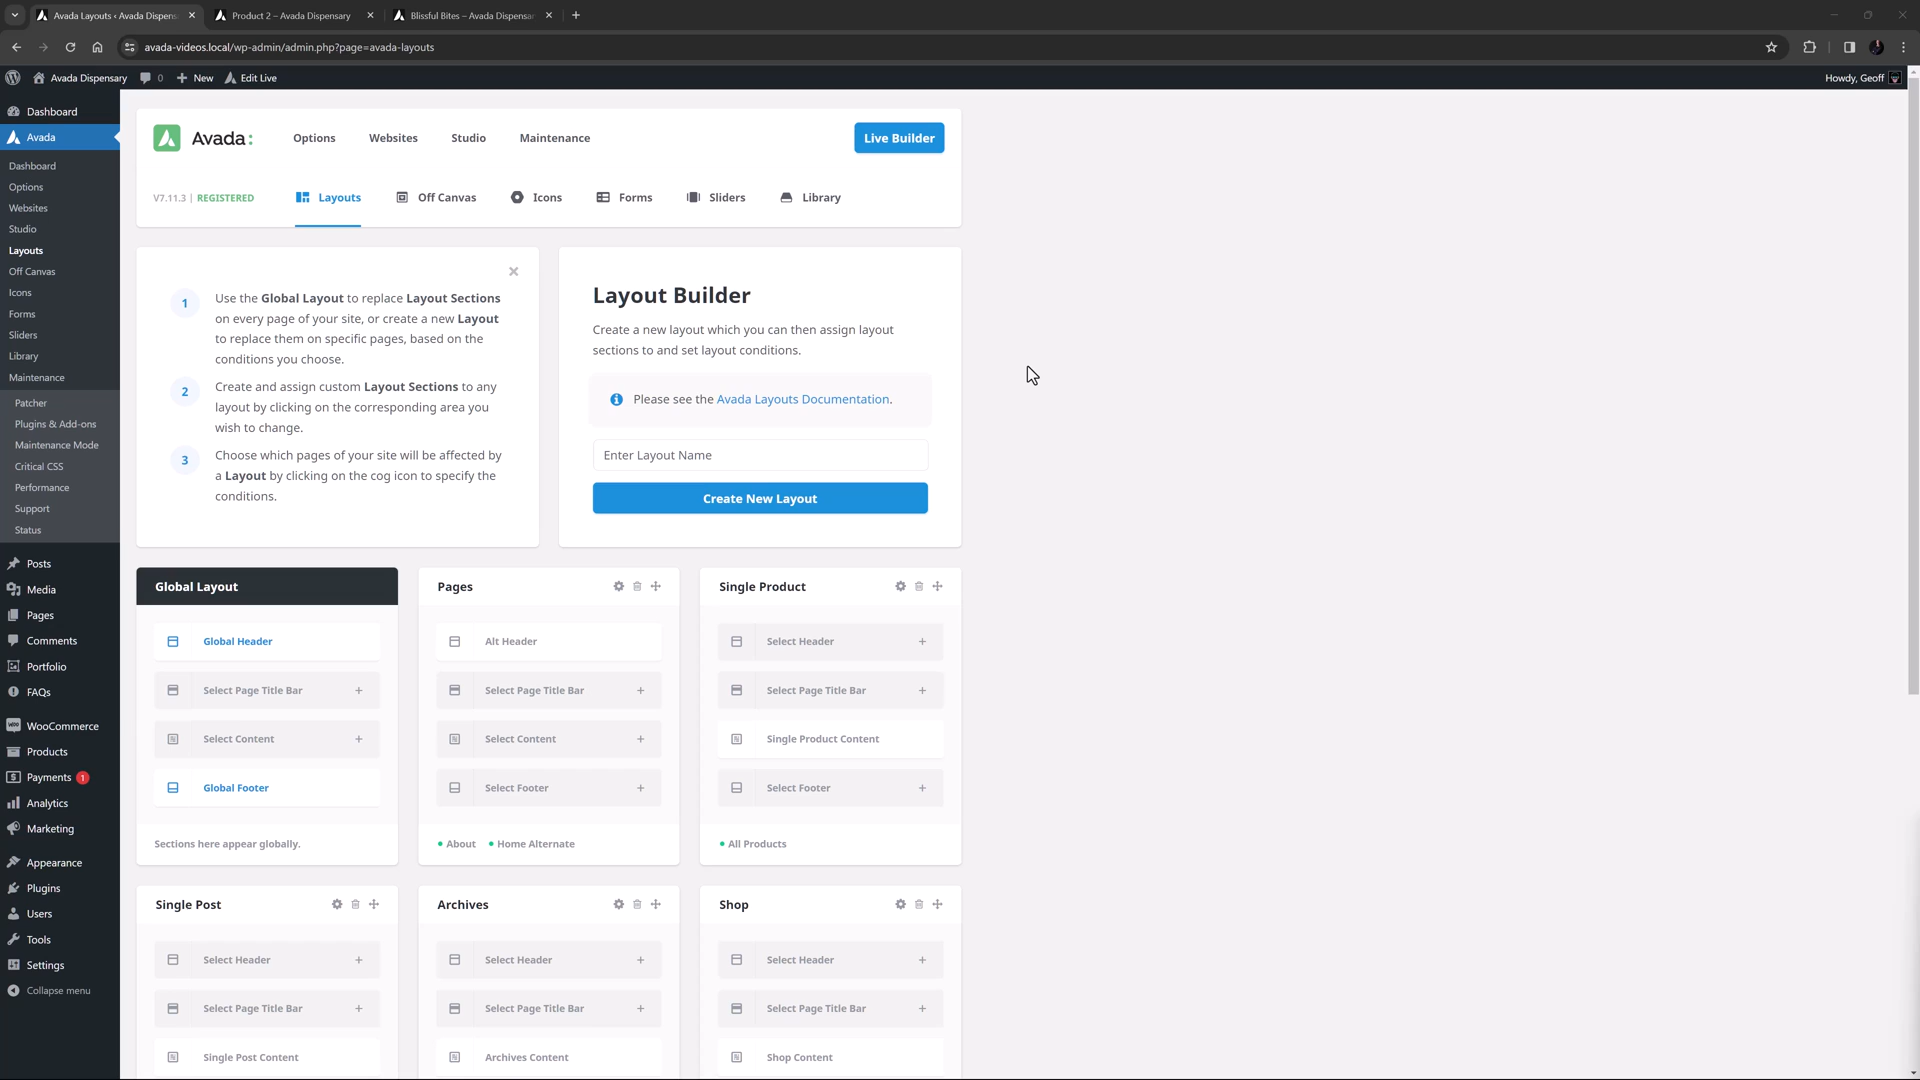 Avada Layouts ‹ Avada Dispens
Product 2 – Avada Dispensary
Blissful Bites – Avada Dispensar
avada-videos.local/wp-admin/admin.php?page=avada-layouts
Avada Dispensary
0
New
Edit Live
Howdy, Geoff
Dashboard
Avada
Dashboard
Options
Websites
Studio
Layouts
Off Canvas
Icons
Forms
Sliders
Library
Maintenance
Patcher
Plugins & Add-ons
Maintenance Mode
Critical CSS
Performance
Support
Status
Posts
Media
Pages
Comments
Portfolio
FAQs
WooCommerce
Products
Payments 1
Analytics
Marketing
Appearance
Plugins
Users
Tools
Settings
Collapse menu
Avada:
Options
Websites
Studio
Maintenance
Live Builder
V7.11.3 | REGISTERED
Layouts
Off Canvas
Icons
Forms
Sliders
Library
1
Use the Global Layout to replace Layout Sections
on every page of your site, or create a new Layout
to replace them on specific pages, based on the
conditions you choose.
2
Create and assign custom Layout Sections to any
layout by clicking on the corresponding area you
wish to change.
3
Choose which pages of your site will be affected by
a Layout by clicking on the cog icon to specify the
conditions.
Layout Builder
Create a new layout which you can then assign layout
sections to and set layout conditions.
Please see the Avada Layouts Documentation.
Enter Layout Name
Create New Layout
Global Layout
Global Header
Select Page Title Bar
Select Content
Global Footer
Sections here appear globally.
Pages
Alt Header
Select Page Title Bar
Select Content
Select Footer
About
Home Alternate
Single Product
Select Header
Select Page Title Bar
Single Product Content
Select Footer
All Products
Single Post
Select Header
Select Page Title Bar
Single Post Content
Archives
Select Header
Select Page Title Bar
Archives Content
Shop
Select Header
Select Page Title Bar
Shop Content